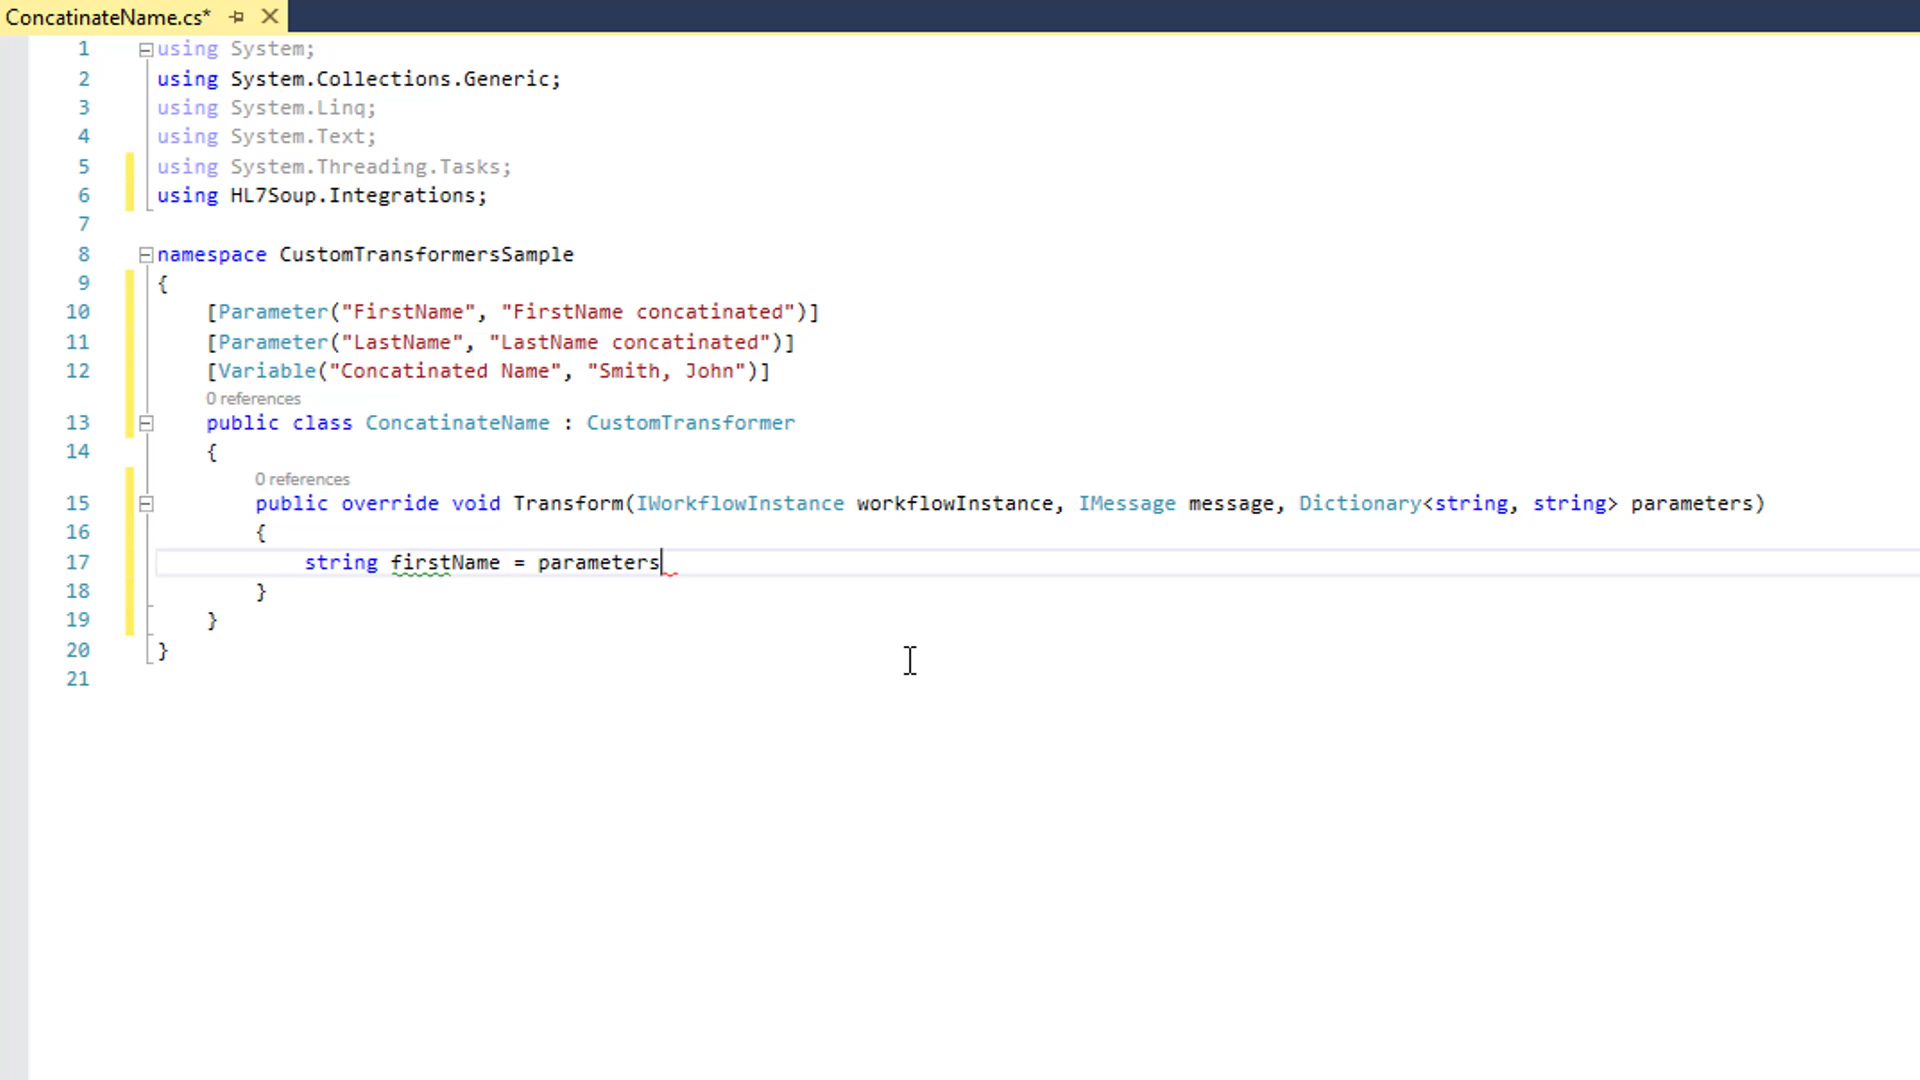 ConcatinateName.cs*
1 using System;
2 using System.Collections.Generic;
3 using System.Linq;
4 using System.Text;
5 using System.Threading.Tasks;
6 using HL7Soup.Integrations;
7
8 namespace CustomTransformersSample
9 {
10 [Parameter("FirstName", "FirstName concatinated")]
11 [Parameter("LastName", "LastName concatinated")]
12 [Variable("Concatinated Name", "Smith, John")]
0 references
13 public class ConcatinateName : CustomTransformer
14 {
0 references
15 public override void Transform(IWorkflowInstance workflowInstance, IMessage message, Dictionary<string, string> parameters)
16 {
17 string firstName = parameters
18 }
19 }
20 }
21